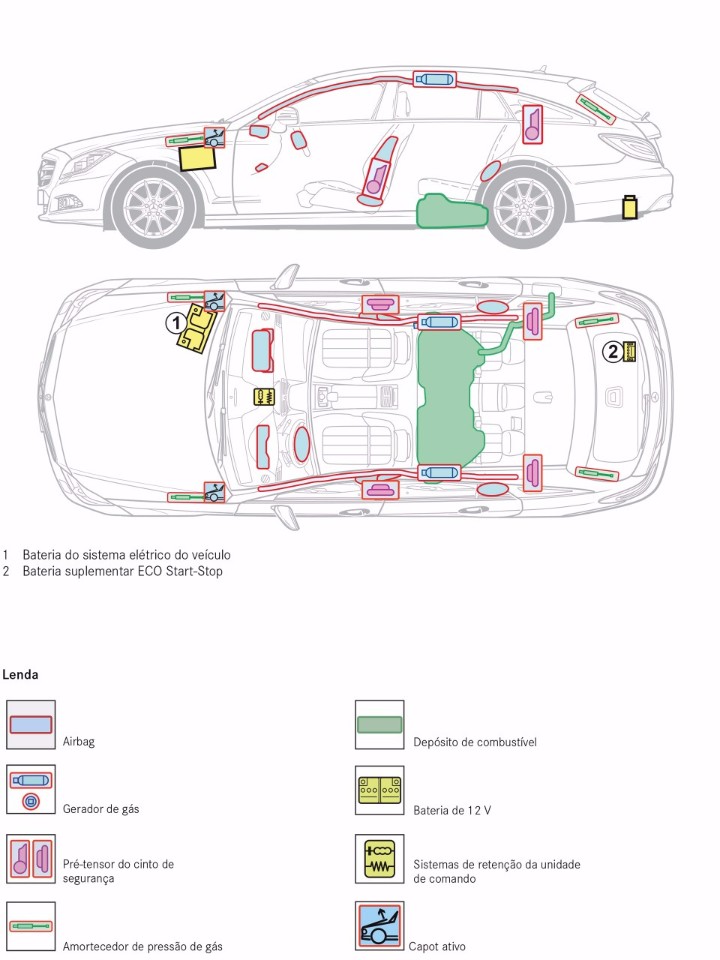 1
2
1 Bateria do sistema elétrico do veículo
2 Bateria suplementar ECO Start-Stop
Lenda
Airbag
Depósito de combustível
Gerador de gás
Bateria de 12 V
Pré-tensor do cinto de
segurança
Sistemas de retenção da unidade
de comando
Amortecedor de pressão de gás
Capot ativo